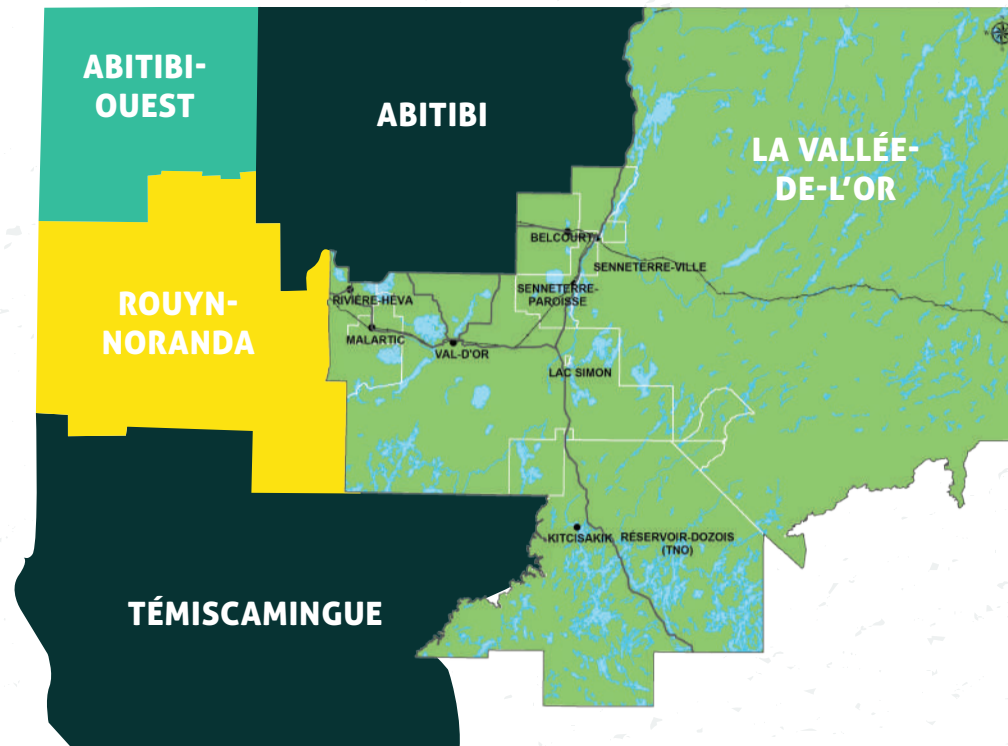 ABITIBI-
OUEST
ABITIBI
LA VALLÉE-
DE-L'OR
BELCOURT
SENNETERRE-VILLE
SENNETERRE-
PAROISSE
ROUYN-
NORANDA
RIVIÈRE-HÉVA
MALARTIC
VAL-D'OR
LAC SIMON
KITCISAKIK
RÉSERVOIR-DOZOIS
(TNO)
TÉMISCAMINGUE